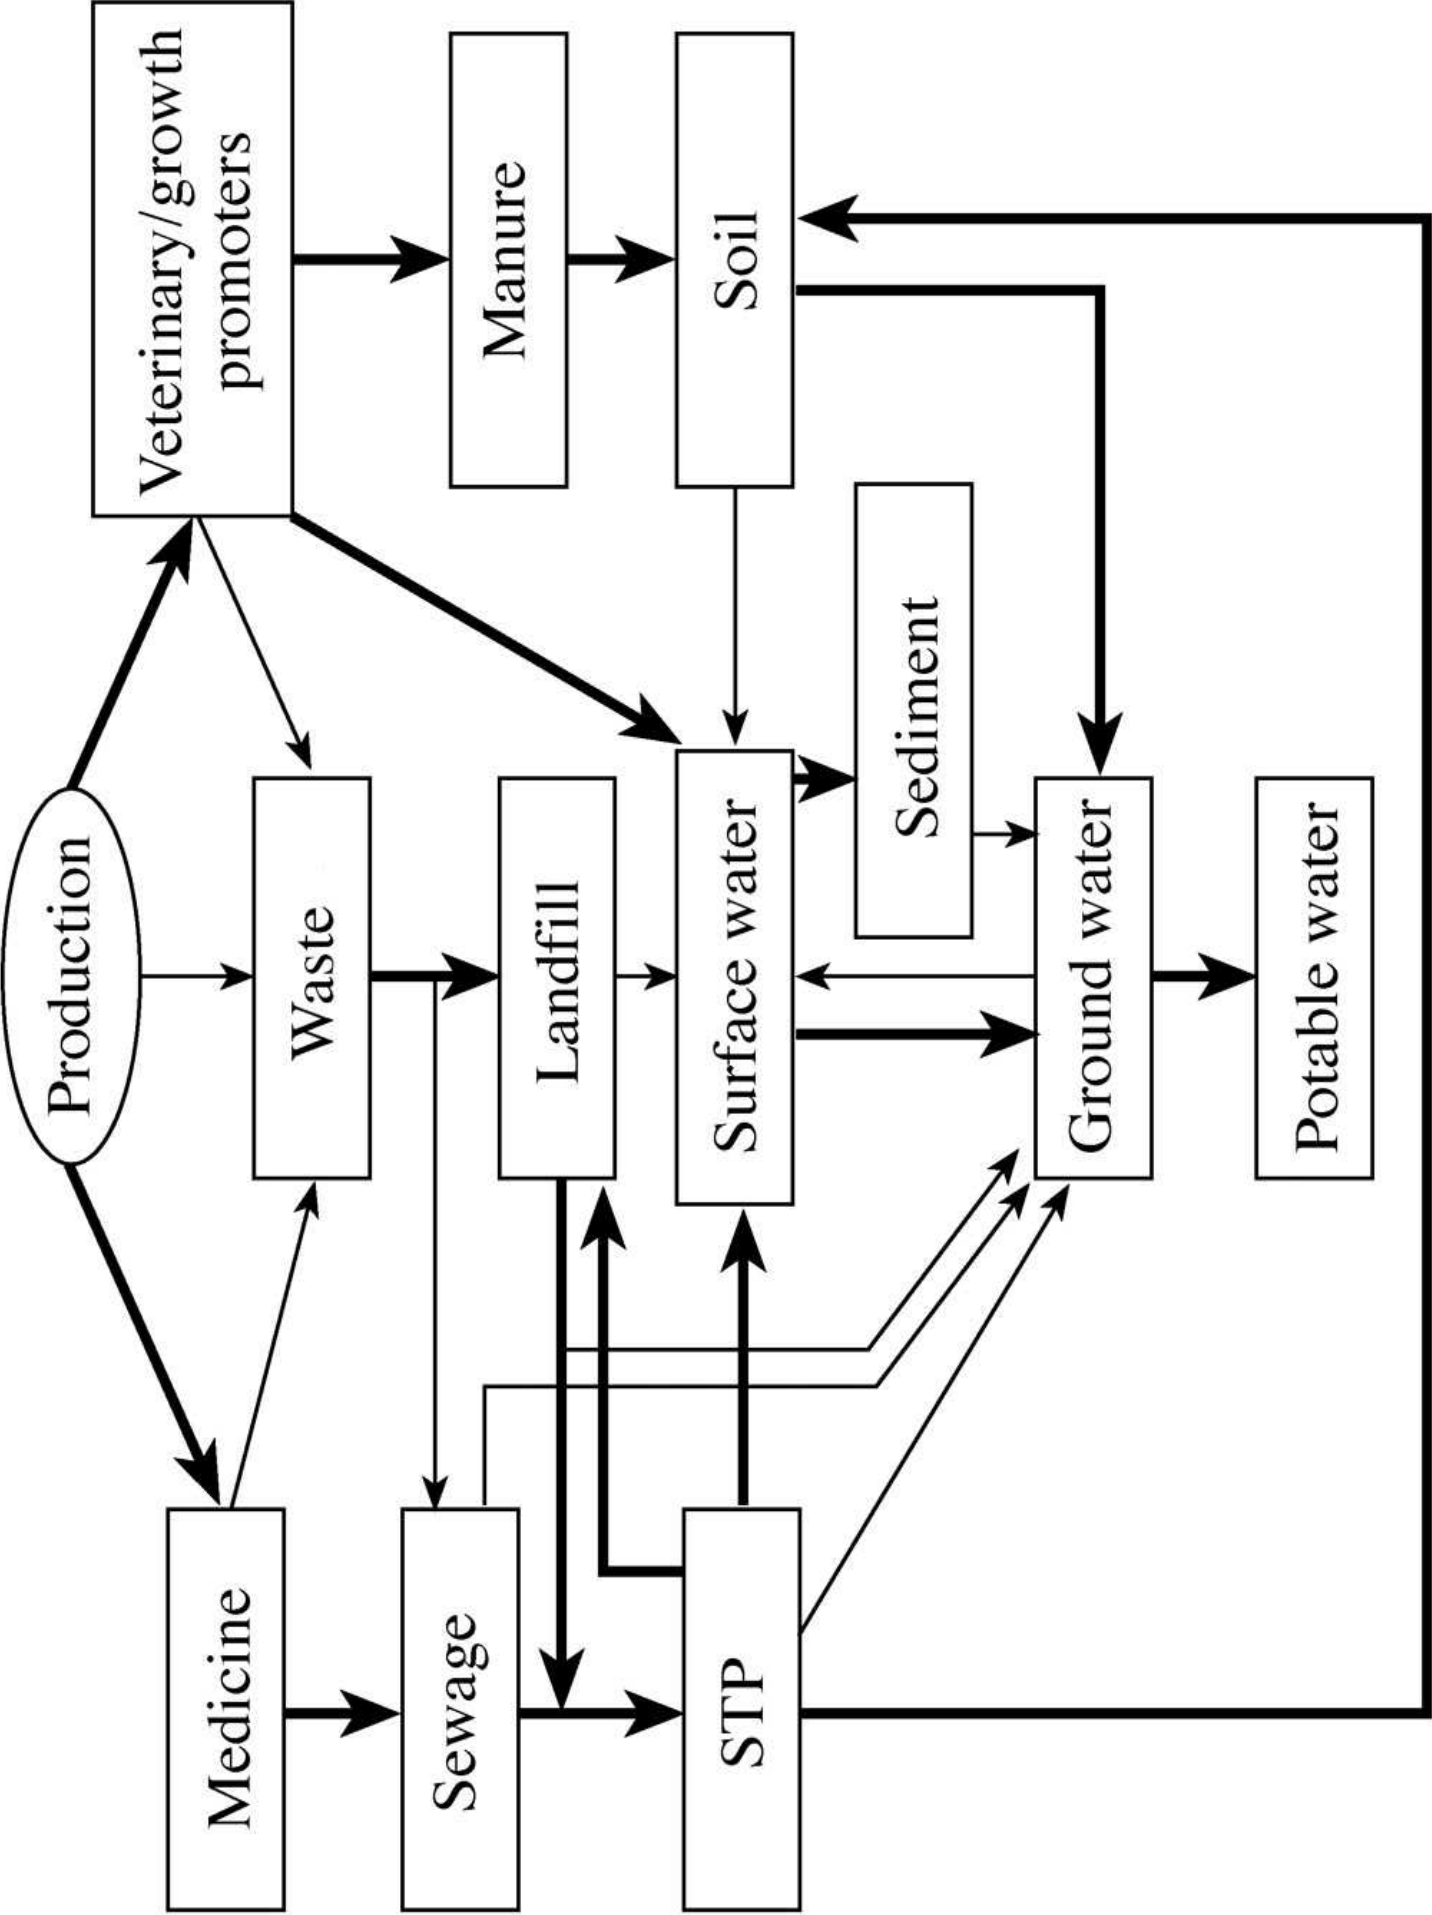 Production
Medicine
Waste
Veterinary/growth
promoters
Sewage
Landfill
Manure
STP
Surface water
Soil
Sediment
Ground water
Potable water